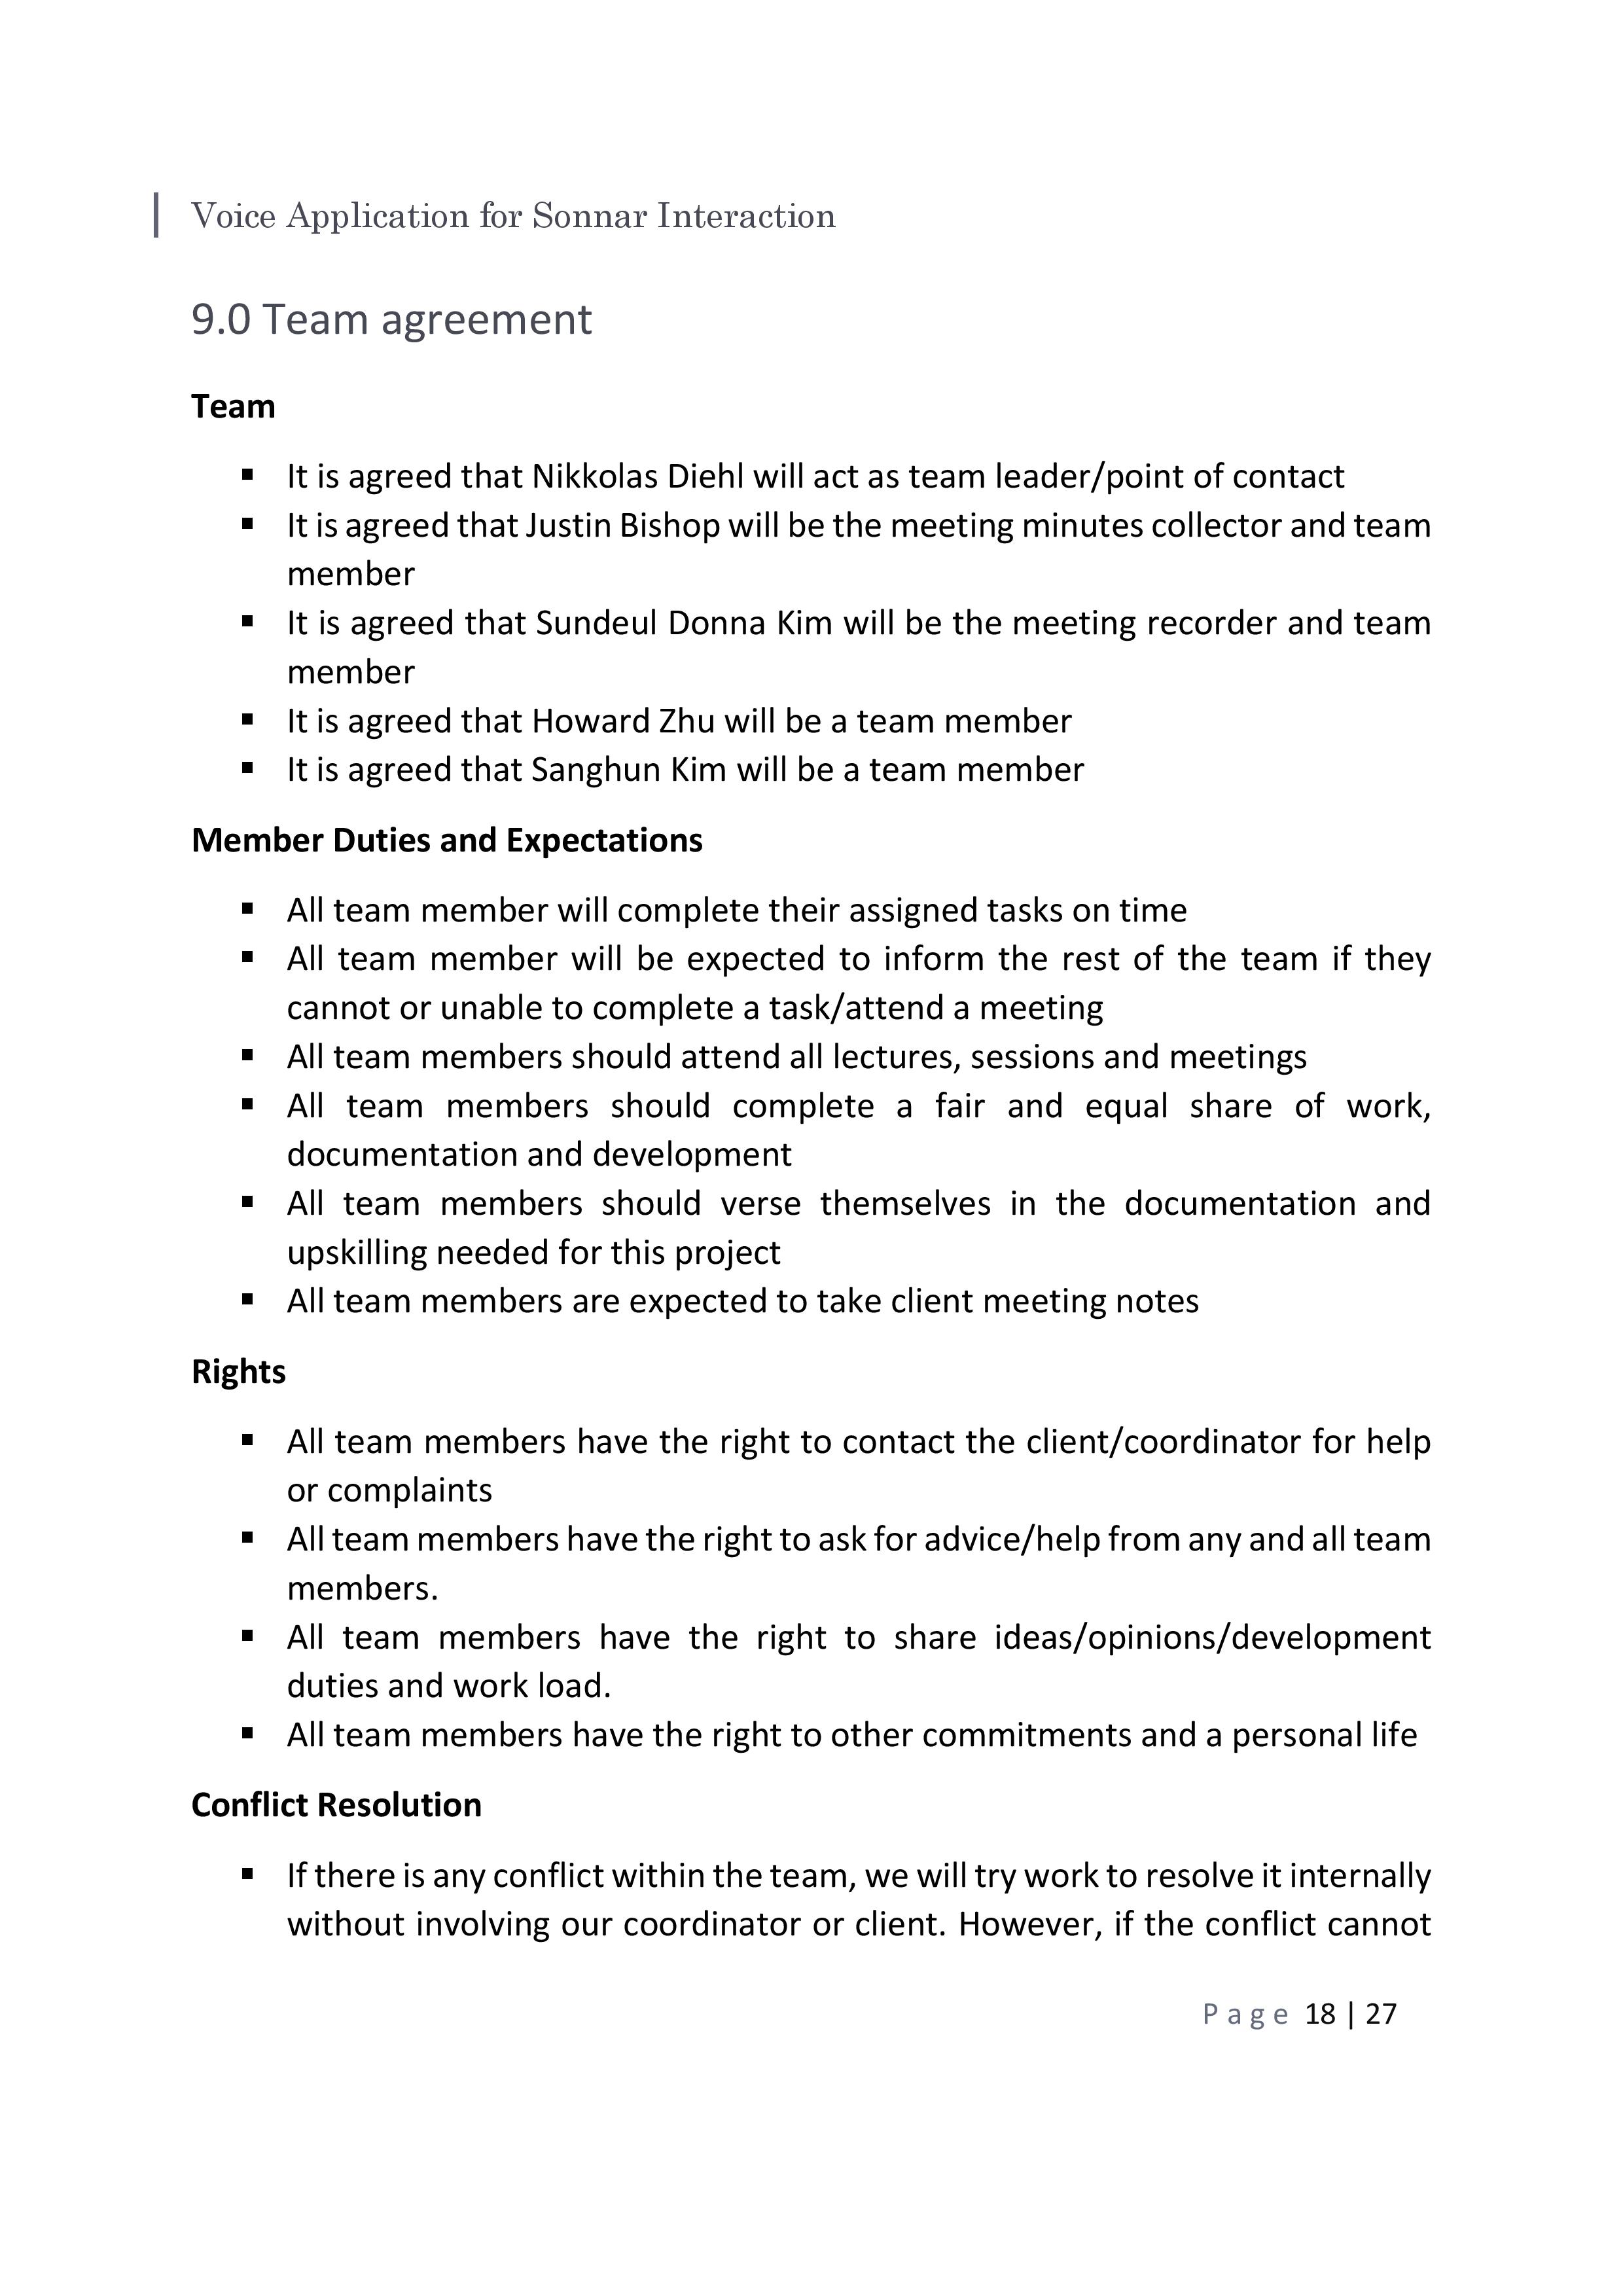 Voice Application for Sonnar Interaction
9.0 Team agreement
Team
▪ It is agreed that Nikkolas Diehl will act as team leader/point of contact
▪ It is agreed that Justin Bishop will be the meeting minutes collector and team
member
▪ It is agreed that Sundeul Donna Kim will be the meeting recorder and team
member
▪ It is agreed that Howard Zhu will be a team member
▪ It is agreed that Sanghun Kim will be a team member
Member Duties and Expectations
▪ All team member will complete their assigned tasks on time
▪ All team member will be expected to inform the rest of the team if they
cannot or unable to complete a task/attend a meeting
▪ All team members should attend all lectures, sessions and meetings
▪ All team members should complete a fair and equal share of work,
documentation and development
▪ All team members should verse themselves in the documentation and
upskilling needed for this project
▪ All team members are expected to take client meeting notes
Rights
▪ All team members have the right to contact the client/coordinator for help
or complaints
▪ All team members have the right to ask for advice/help from any and all team
members.
▪ All team members have the right to share ideas/opinions/development
duties and work load.
▪ All team members have the right to other commitments and a personal life
Conflict Resolution
▪ If there is any conflict within the team, we will try work to resolve it internally
without involving our coordinator or client. However, if the conflict cannot
Page 18 | 27